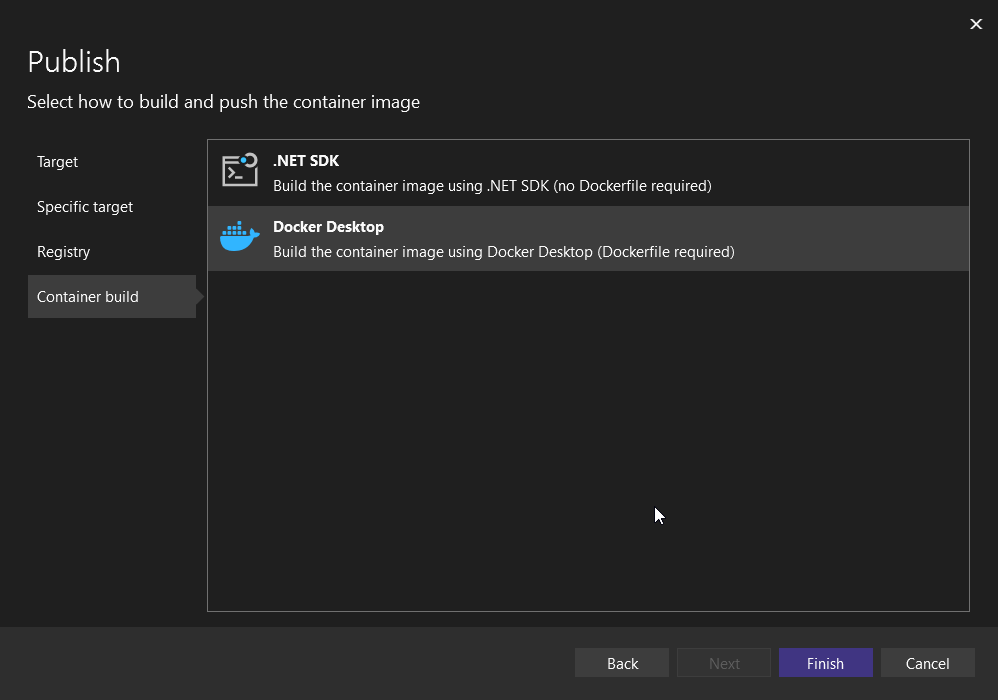 Publish
Select how to build and push the container image
Target
Specific target
Registry
Container build
.NET SDK
Build the container image using .NET SDK (no Dockerfile required)
Docker Desktop
Build the container image using Docker Desktop (Dockerfile required)
Back
Next
Finish
Cancel